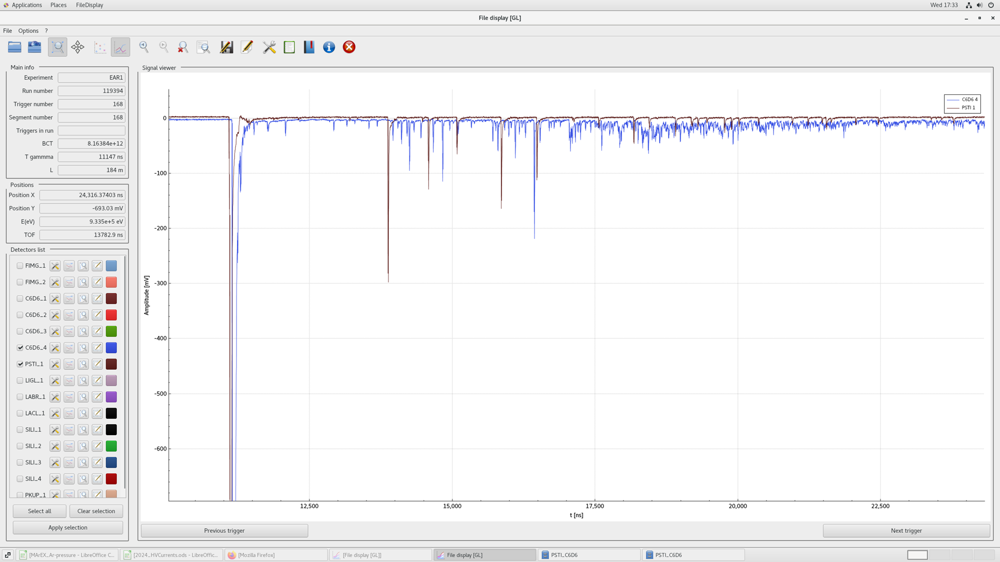 Applications Places FileDisplay Wed 17:33
File display [GL]
File Options ?
Main info
Experiment EAR1
Run number 119394
Trigger number 168
Segment number 168
Triggers in run
BCT 8.16384e+12
T gammma 11147 ns
L 184 m
Positions
Position X 24,316.37403 ns
Position Y -693.03 mV
E(eV) 9.335e+5 eV
TOF 13782.9 ns
Detectors list
FIMG_1
FIMG_2
C6D6_1
C6D6_2
C6D6_3
C6D6_4
PSTI_1
LIGL_1
LABR_1
LACL_1
SILI_1
SILI_2
SILI_3
SILI_4
PKUP_1
Select all Clear selection
Apply selection
Signal viewer
C6D6 4
PSTI 1
0
-100
-200
-300
-400
-500
-600
Amplitude [mV]
12,500 15,000 17,500 20,000 22,500
t [ns]
Previous trigger Next trigger
[MArEX_Ar-pressure - LibreOffice C... [2024_HVCurrents.ods - LibreOffic... [Mozilla Firefox] [File display [GL]] File display [GL] PSTI_C6D6 PSTI_C6D6